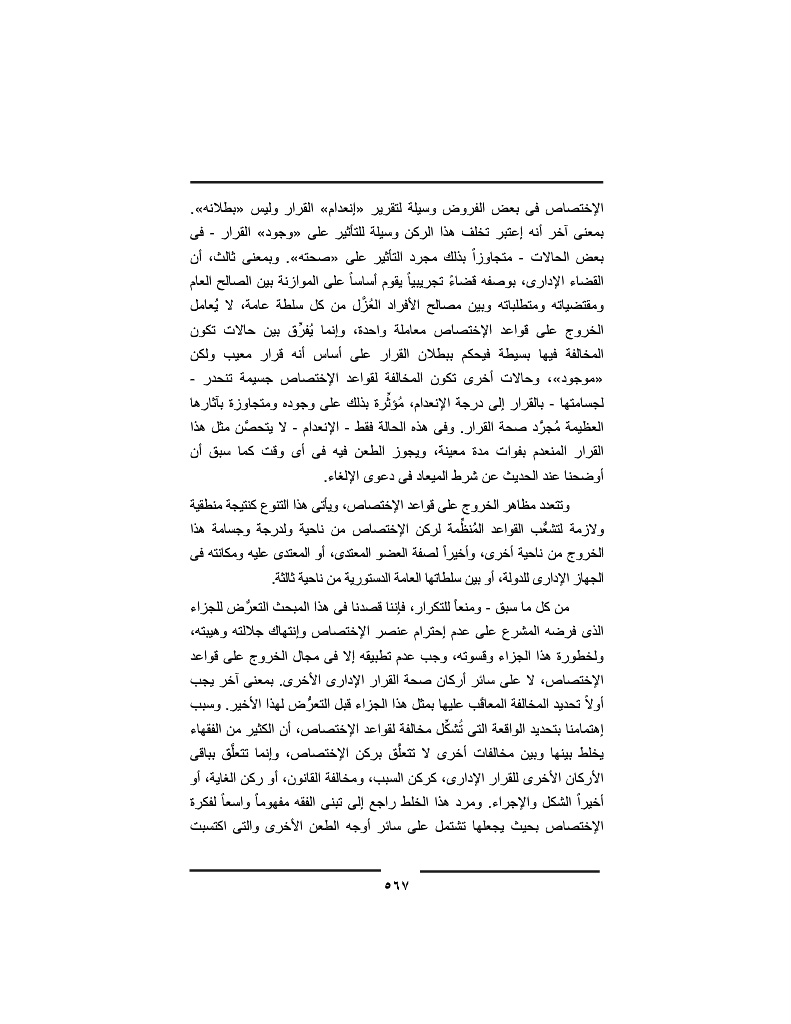 الإختصاص فى بعض الفروض وسيلة لتقرير «إنعدام» القرار وليس «بطلانه».
بمعنى آخر أنه إعتبر تخلف هذا الركن وسيلة للتأثير على «وجود» القرار - فى
بعض الحالات - متجاوزاً بذلك مجرد التأثير على «صحته». وبمعنى ثالث، أن
القضاء الإدارى، بوصفه قضاءً تجريبياً يقوم أساساً على الموازنة بين الصالح العام
ومقتضياته ومتطلباته وبين مصالح الأفراد العُزَّل من كل سلطة عامة، لا يُعامل
الخروج على قواعد الإختصاص معاملة واحدة، وإنما يُفرِّق بين حالات تكون
المخالفة فيها بسيطة فيحكم ببطلان القرار على أساس أنه قرار معيب ولكن
«موجود»، وحالات أخرى تكون المخالفة لقواعد الإختصاص جسيمة تنحدر -
لجسامتها - بالقرار إلى درجة الإنعدام، مُؤثِّرة بذلك على وجوده ومتجاوزة بآثارها
العظيمة مُجرَّد صحة القرار. وفى هذه الحالة فقط - الإنعدام - لا يتحصَّن مثل هذا
القرار المنعدم بفوات مدة معينة، ويجوز الطعن فيه فى أى وقت كما سبق أن
أوضحنا عند الحديث عن شرط الميعاد فى دعوى الإلغاء.
وتتعدد مظاهر الخروج على قواعد الإختصاص، ويأتى هذا التنوع كنتيجة منطقية
ولازمة لتشعُّب القواعد المُنظِّمة لركن الإختصاص من ناحية ولدرجة وجسامة هذا
الخروج من ناحية أخرى، وأخيراً لصفة العضو المعتدى، أو المعتدى عليه ومكانته فى
الجهاز الإدارى للدولة، أو بين سلطاتها العامة الدستورية من ناحية ثالثة.
من كل ما سبق - ومنعاً للتكرار، فإننا قصدنا فى هذا المبحث التعرُّض للجزاء
الذى فرضه المشرع على عدم إحترام عنصر الإختصاص وإنتهاك جلالته وهيبته،
ولخطورة هذا الجزاء وقسوته، وجب عدم تطبيقه إلا فى مجال الخروج على قواعد
الإختصاص، لا على سائر أركان صحة القرار الإدارى الأخرى. بمعنى آخر يجب
أولاً تحديد المخالفة المعاقَب عليها بمثل هذا الجزاء قبل التعرُّض لهذا الأخير. وسبب
إهتمامنا بتحديد الواقعة التى تُشكِّل مخالفة لقواعد الإختصاص، أن الكثير من الفقهاء
يخلط بينها وبين مخالفات أخرى لا تتعلَّق بركن الإختصاص، وإنما تتعلَّق بباقى
الأركان الأخرى للقرار الإدارى، كركن السبب، ومخالفة القانون، أو ركن الغاية، أو
أخيراً الشكل والإجراء. ومرد هذا الخلط راجع إلى تبنى الفقه مفهوماً واسعاً لفكرة
الإختصاص بحيث يجعلها تشتمل على سائر أوجه الطعن الأخرى والتى اكتسبت
٥٦٧